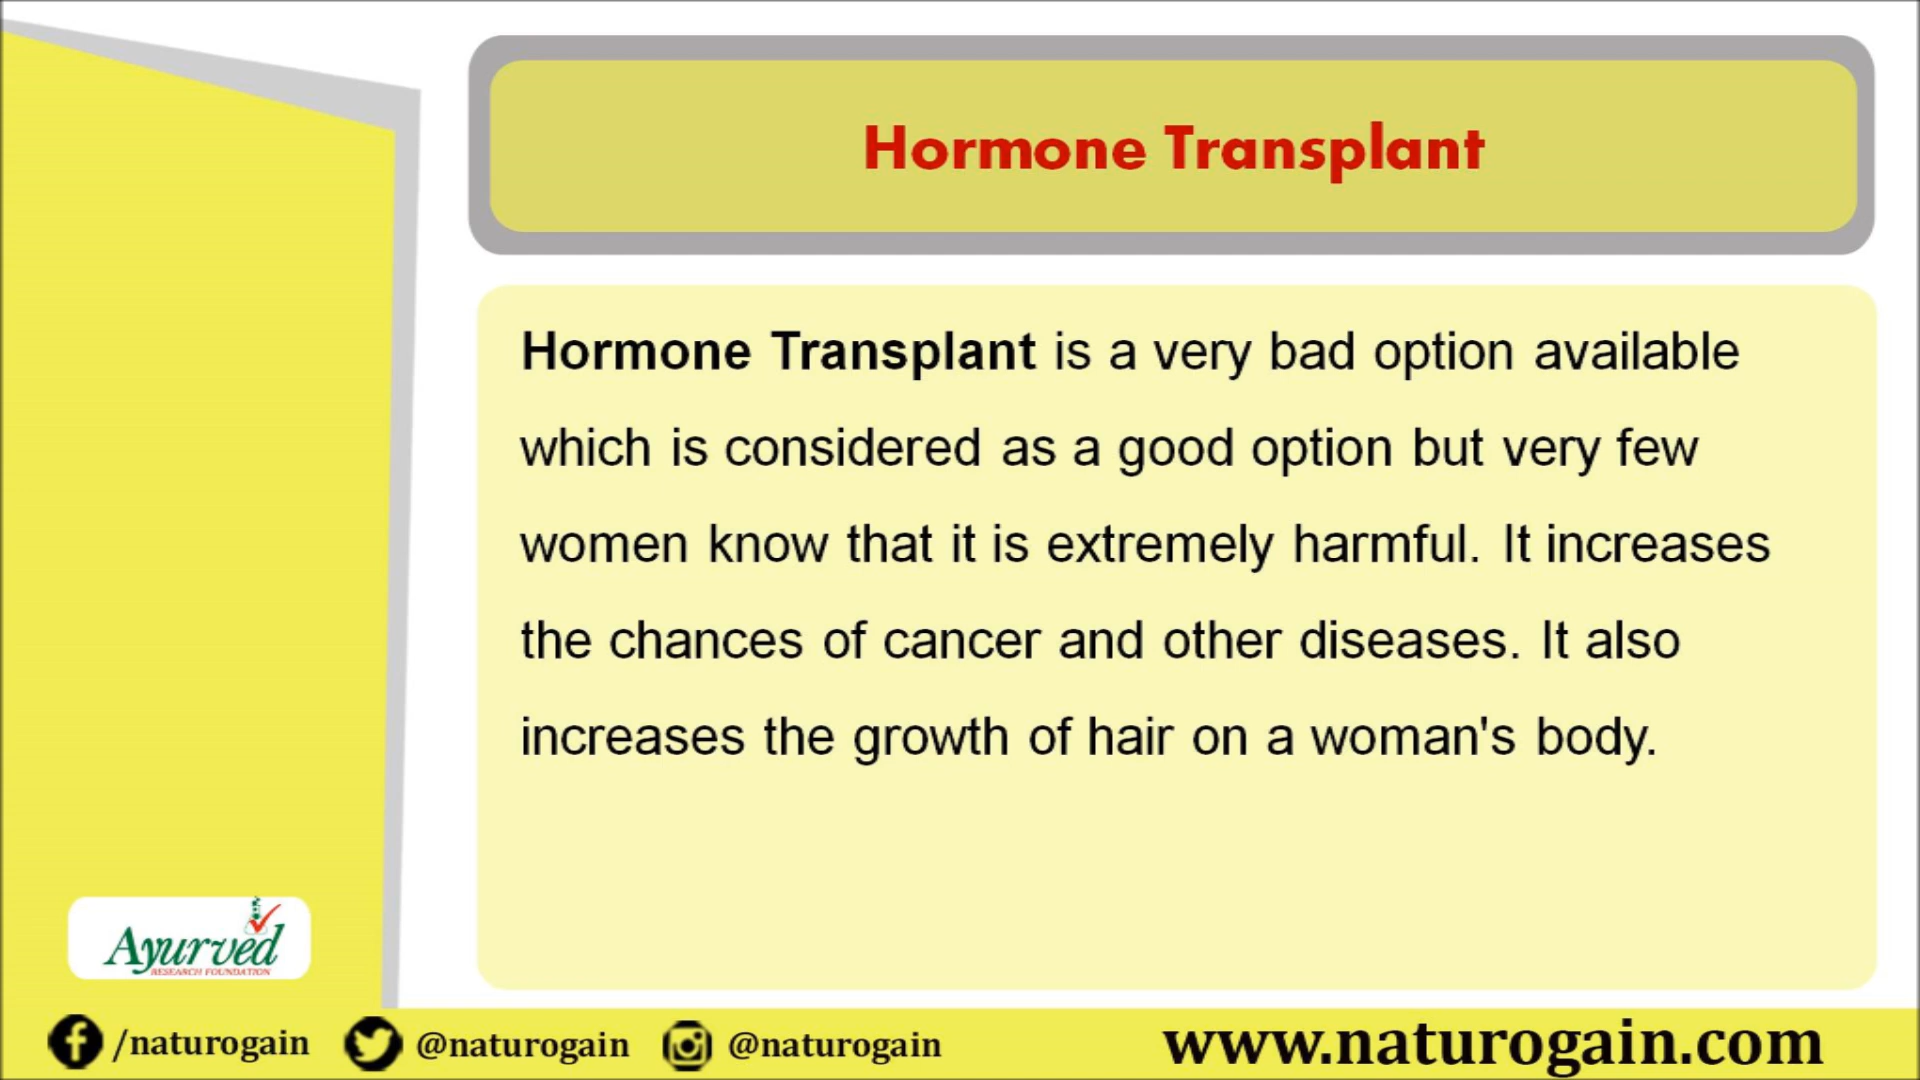 Hormone Transplant
Hormone Transplant is a very bad option available
which is considered as a good option but very few
women know that it is extremely harmful. It increases
the chances of cancer and other diseases. It also
increases the growth of hair on a woman's body.
Ayurved
RESEARCH FOUNDATION
/naturogain @naturogain @naturogain www.naturogain.com